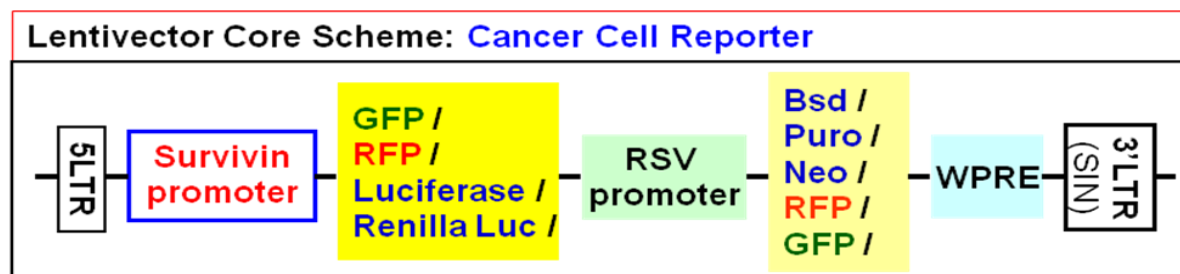 Lentivector Core Scheme: Cancer Cell Reporter
5LTR
Survivin
promoter
GFP /
RFP /
Luciferase /
Renilla Luc /
RSV
promoter
Bsd /
Puro /
Neo /
RFP /
GFP /
WPRE
3'LTR
(SIN)